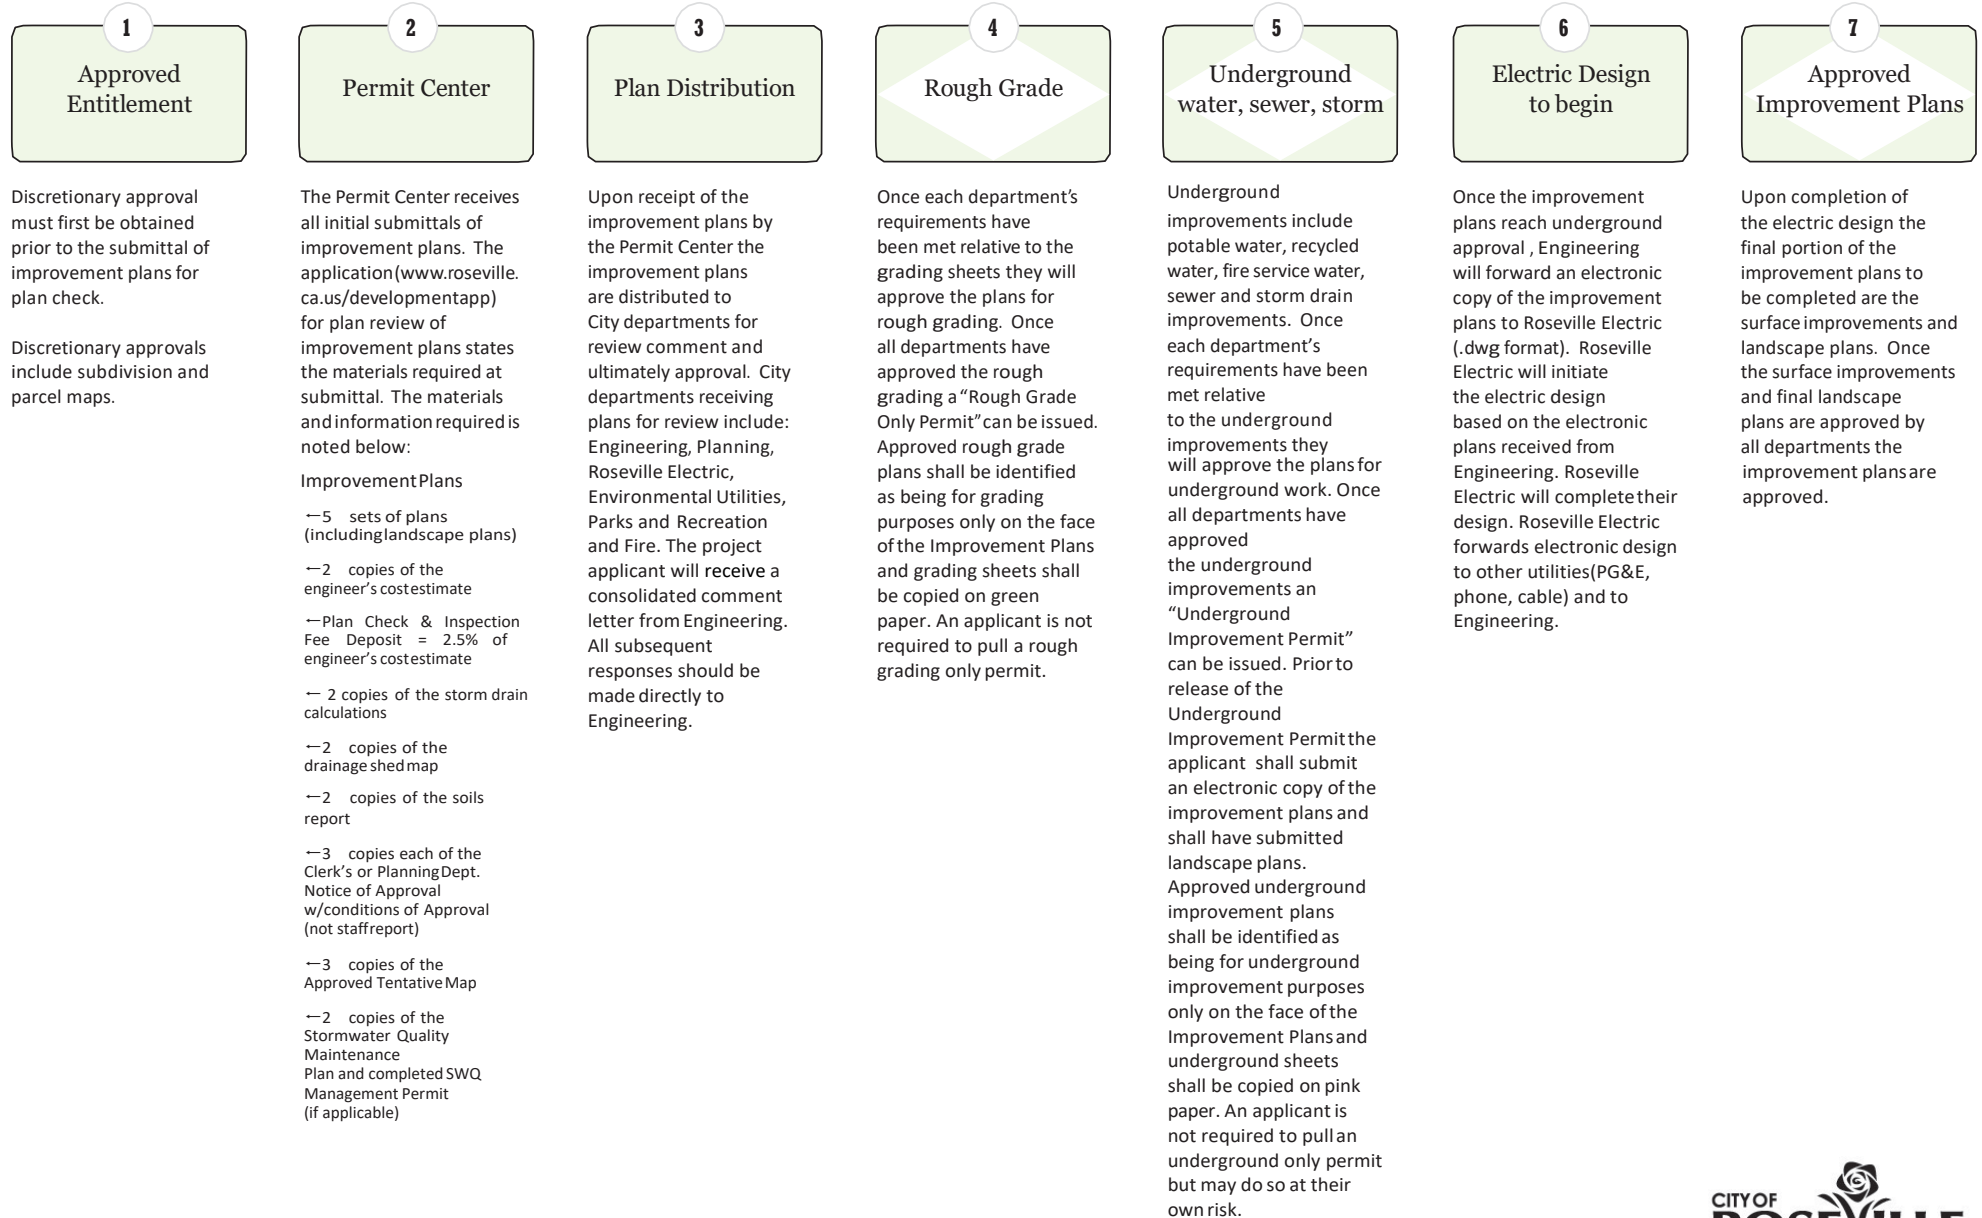 1
Approved
Entitlement
Discretionary approval
must first be obtained
prior to the submittal of
improvement plans for
plan check.
Discretionary approvals
include subdivision and
parcel maps.
2
Permit Center
The Permit Center receives
all initial submittals of
improvement plans. The
application (www.roseville.
ca.us/developmentapp)
for plan review of
improvement plans states
the materials required at
submittal. The materials
and information required is
noted below:
Improvement Plans
←5 sets of plans
(including landscape plans)
←2 copies of the
engineer's cost estimate
←Plan Check & Inspection
Fee Deposit = 2.5% of
engineer's cost estimate
← 2 copies of the storm drain
calculations
←2 copies of the
drainage shed map
←2 copies of the soils
report
←3 copies each of the
Clerk's or Planning Dept.
Notice of Approval
w/conditions of Approval
(not staff report)
←3 copies of the
Approved Tentative Map
←2 copies of the
Stormwater Quality
Maintenance
Plan and completed SWQ
Management Permit
(if applicable)
3
Plan Distribution
Upon receipt of the
improvement plans by
the Permit Center the
improvement plans
are distributed to
City departments for
review comment and
ultimately approval. City
departments receiving
plans for review include:
Engineering, Planning,
Roseville Electric,
Environmental Utilities,
Parks and Recreation
and Fire. The project
applicant will receive a
consolidated comment
letter from Engineering.
All subsequent
responses should be
made directly to
Engineering.
4
Rough Grade
Once each department's
requirements have
been met relative to the
grading sheets they will
approve the plans for
rough grading. Once
all departments have
approved the rough
grading a "Rough Grade
Only Permit" can be issued.
Approved rough grade
plans shall be identified
as being for grading
purposes only on the face
of the Improvement Plans
and grading sheets shall
be copied on green
paper. An applicant is not
required to pull a rough
grading only permit.
5
Underground
water, sewer, storm
Underground
improvements include
potable water, recycled
water, fire service water,
sewer and storm drain
improvements. Once
each department's
requirements have been
met relative
to the underground
improvements they
will approve the plans for
underground work. Once
all departments have
approved
the underground
improvements an
"Underground
Improvement Permit"
can be issued. Prior to
release of the
Underground
Improvement Permit the
applicant shall submit
an electronic copy of the
improvement plans and
shall have submitted
landscape plans.
Approved underground
improvement plans
shall be identified as
being for underground
improvement purposes
only on the face of the
Improvement Plans and
underground sheets
shall be copied on pink
paper. An applicant is
not required to pull an
underground only permit
but may do so at their
own risk.
6
Electric Design
to begin
Once the improvement
plans reach underground
approval , Engineering
will forward an electronic
copy of the improvement
plans to Roseville Electric
(.dwg format). Roseville
Electric will initiate
the electric design
based on the electronic
plans received from
Engineering. Roseville
Electric will complete their
design. Roseville Electric
forwards electronic design
to other utilities(PG&E,
phone, cable) and to
Engineering.
7
Approved
Improvement Plans
Upon completion of
the electric design the
final portion of the
improvement plans to
be completed are the
surface improvements and
landscape plans. Once
the surface improvements
and final landscape
plans are approved by
all departments the
improvement plans are
approved.
CITY OF
ROSEVILLE